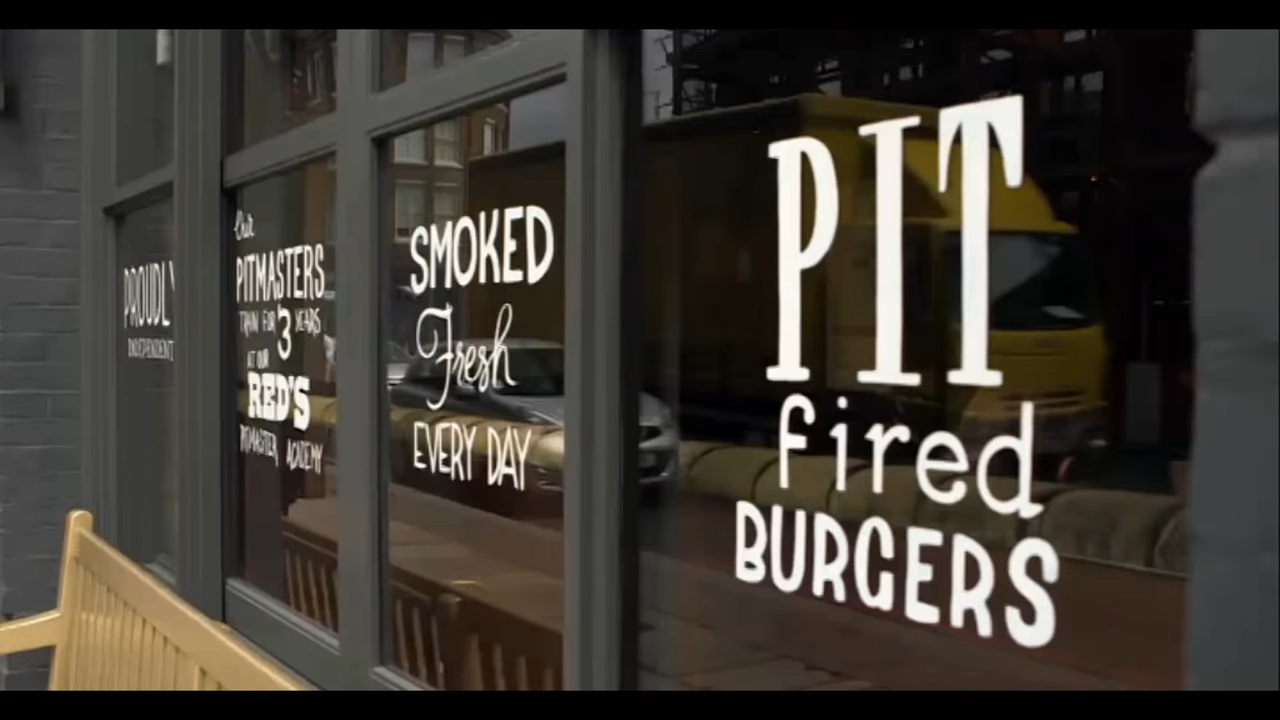 PROUDLY
INDEPENDENT
Our
PITMASTERS
TRAIN FOR 3 YEARS
AT OUR
RED'S
PITMASTER ACADEMY
SMOKED
Fresh
EVERY DAY
PIT
fired
BURGERS